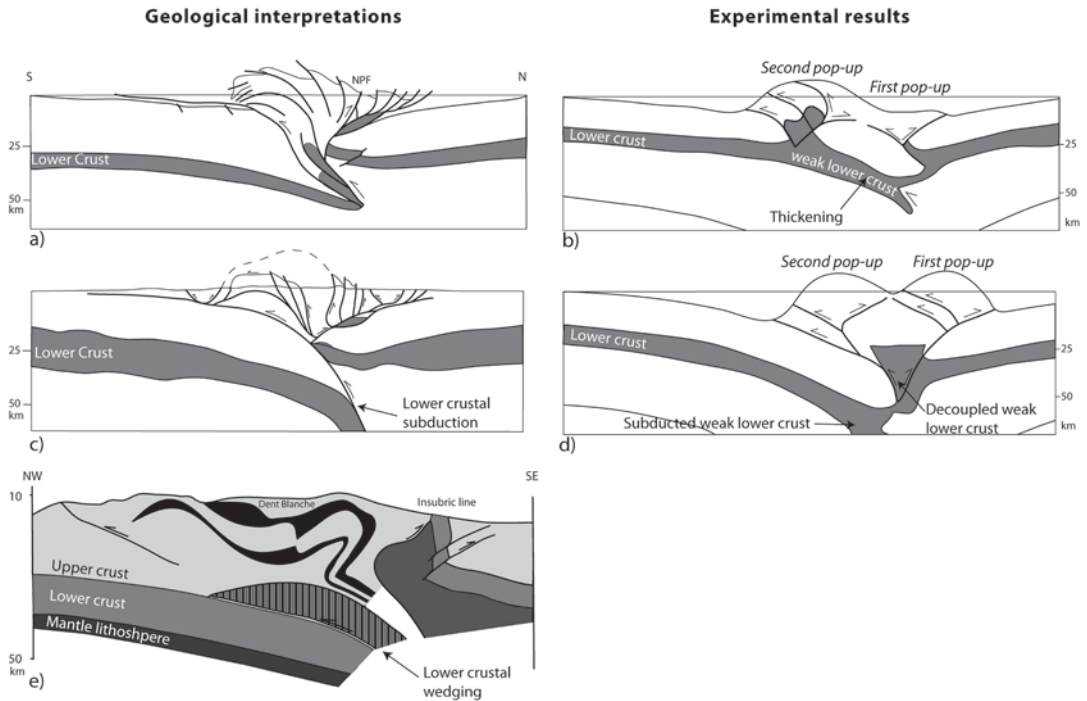 Geological interpretations
Experimental results
S
NPF
N
25
50
km
Lower Crust
a)
Second pop-up
First pop-up
Lower crust
weak lower crust
Thickening
25
50
km
b)
Lower Crust
25
50
km
Lower crustal
subduction
c)
Second pop-up
First pop-up
Lower crust
25
50
km
Subducted weak lower crust
Decoupled weak
lower crust
d)
NW
SE
10
Dent Blanche
Insubric line
Upper crust
Lower crust
Mantle lithoshpere
50
km
Lower crustal
wedging
e)